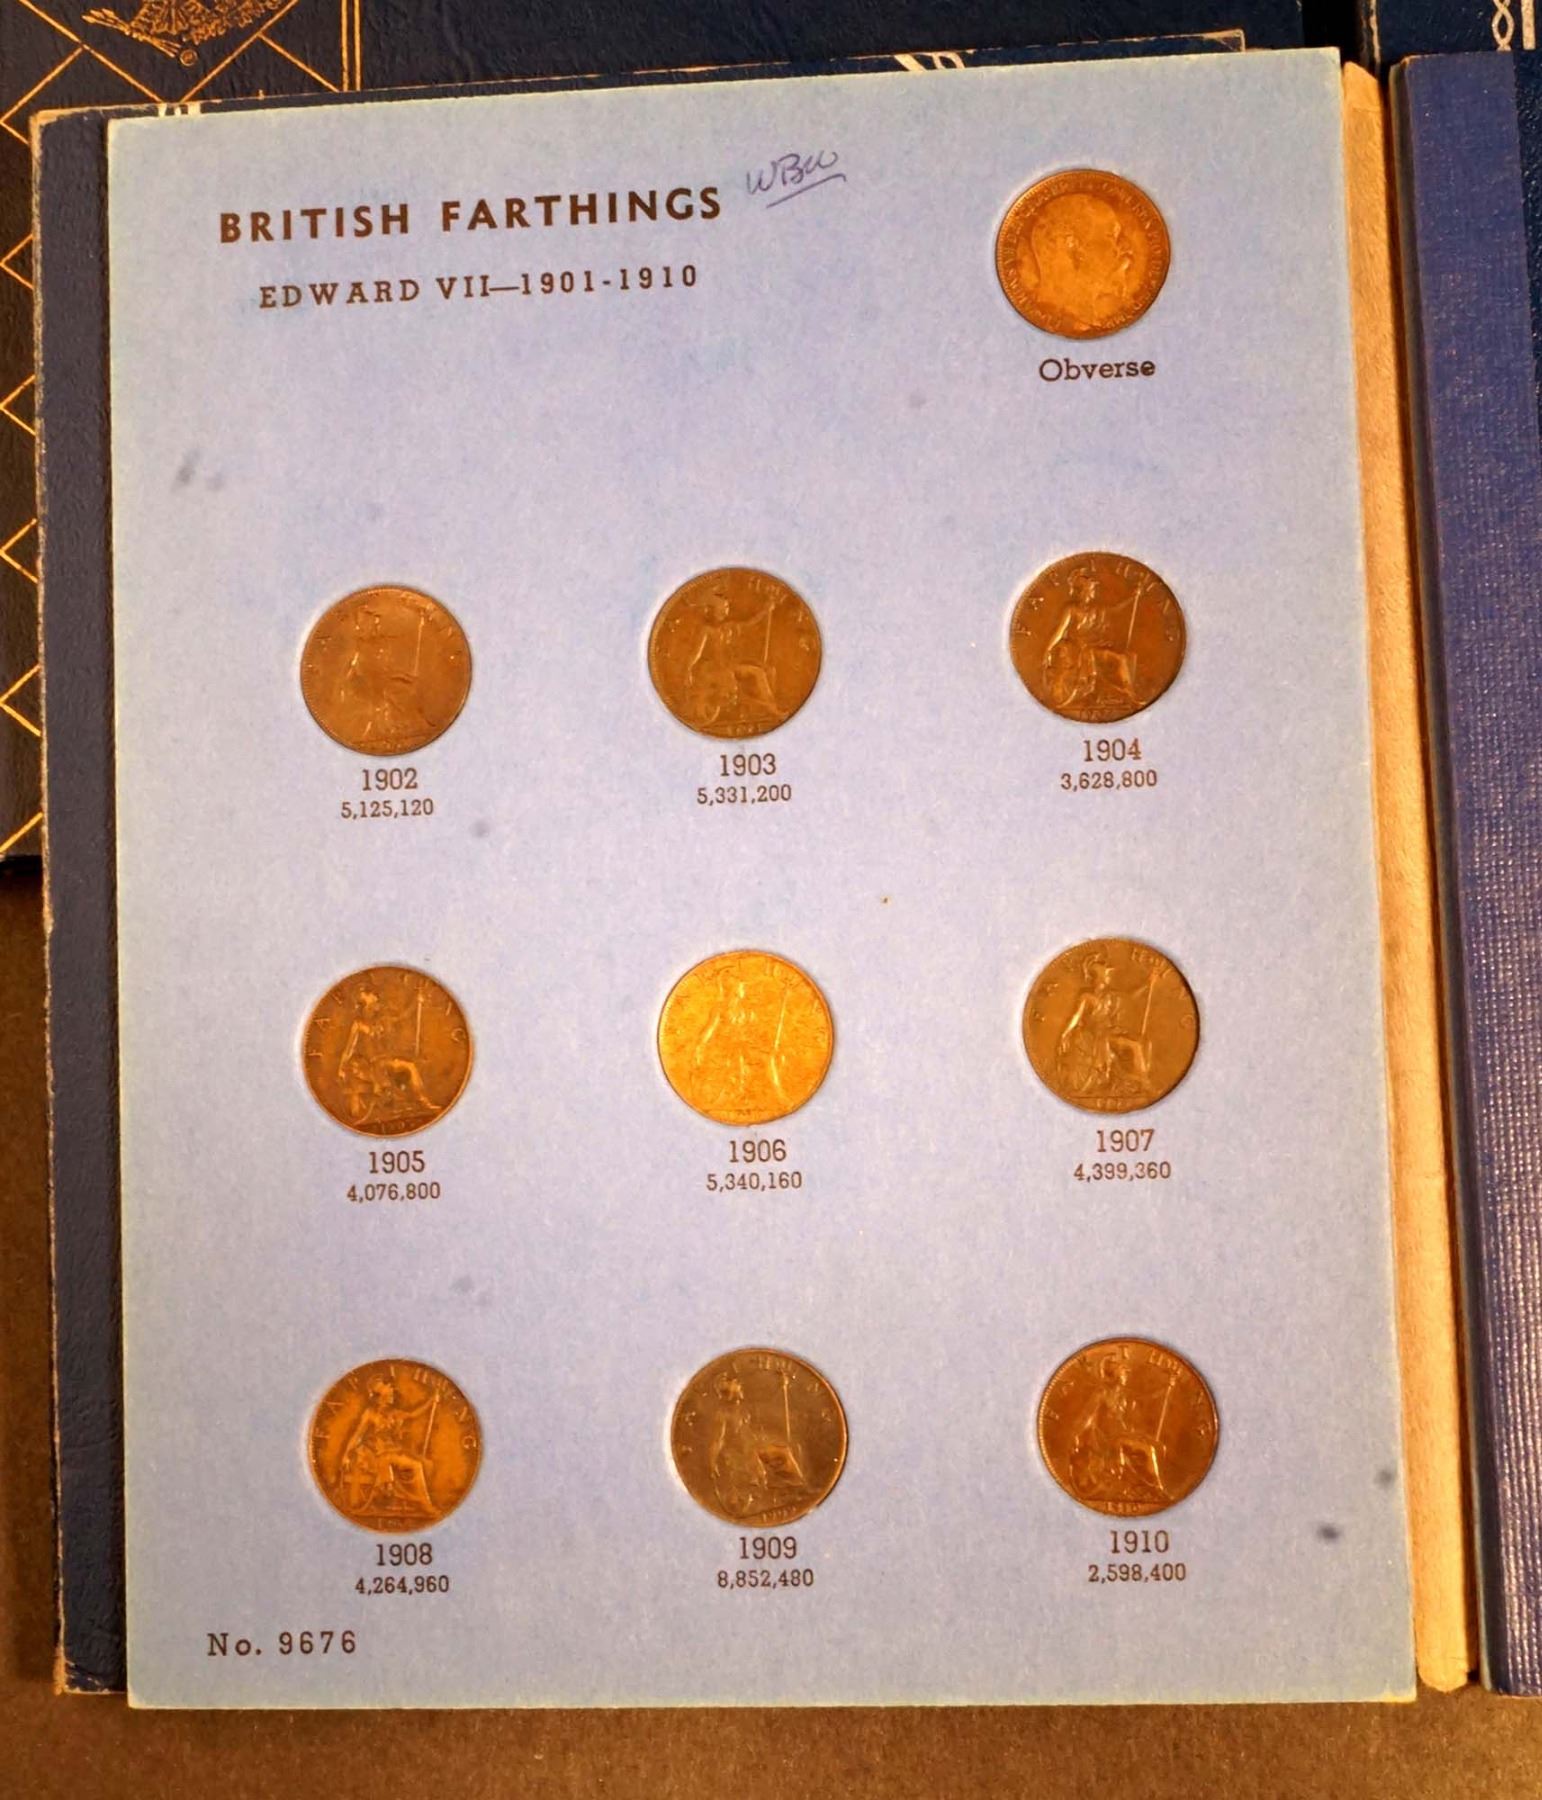 BRITISH FARTHINGS WBW
EDWARD VII—1901-1910
Obverse
1902 1903 1904
5,125,120 5,331,200 3,628,800
1905 1906 1907
4,076,800 5,340,160 4,399,360
1908 1909 1910
4,264,960 8,852,480 2,598,400
No. 9676